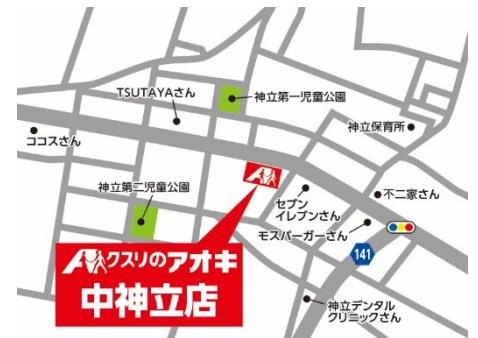 TSUTAYAさん
神立第一児童公園
神立保育所
ココスさん
神立第二児童公園
セブン
イレブンさん
不二家さん
モスバーガーさん
141
クスリのアオキ
中神立店
神立デンタル
クリニックさん